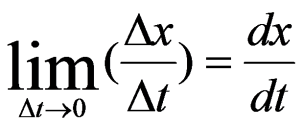 lim Δt→0 (Δx/Δt) = dx/dt